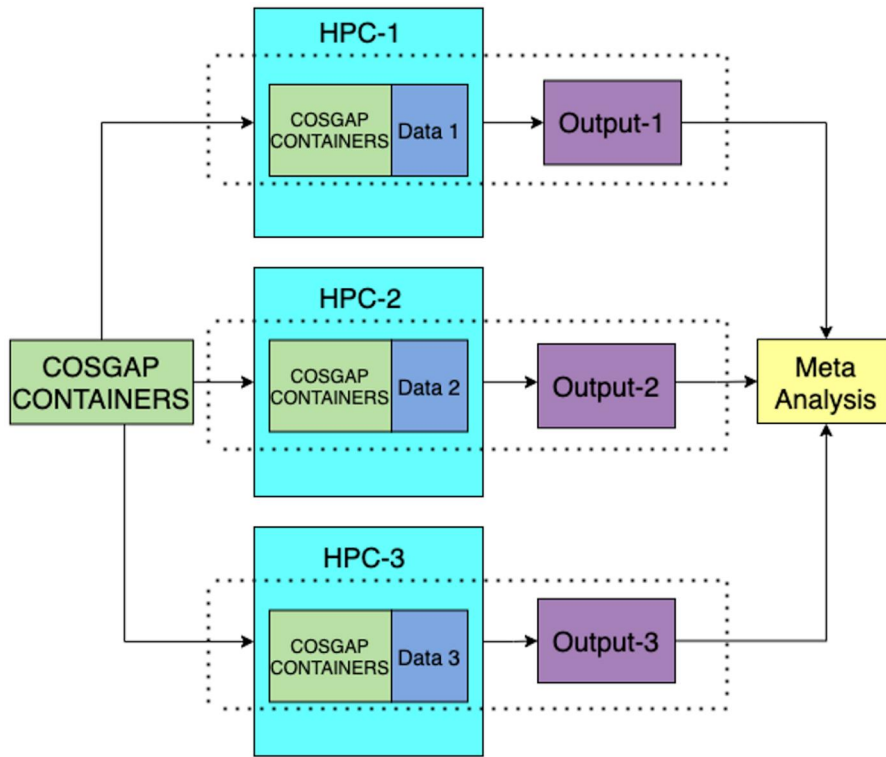 HPC-1
COSGAP
CONTAINERS
Data 1
Output-1
HPC-2
COSGAP
CONTAINERS
COSGAP
CONTAINERS
Data 2
Output-2
Meta
Analysis
HPC-3
COSGAP
CONTAINERS
Data 3
Output-3